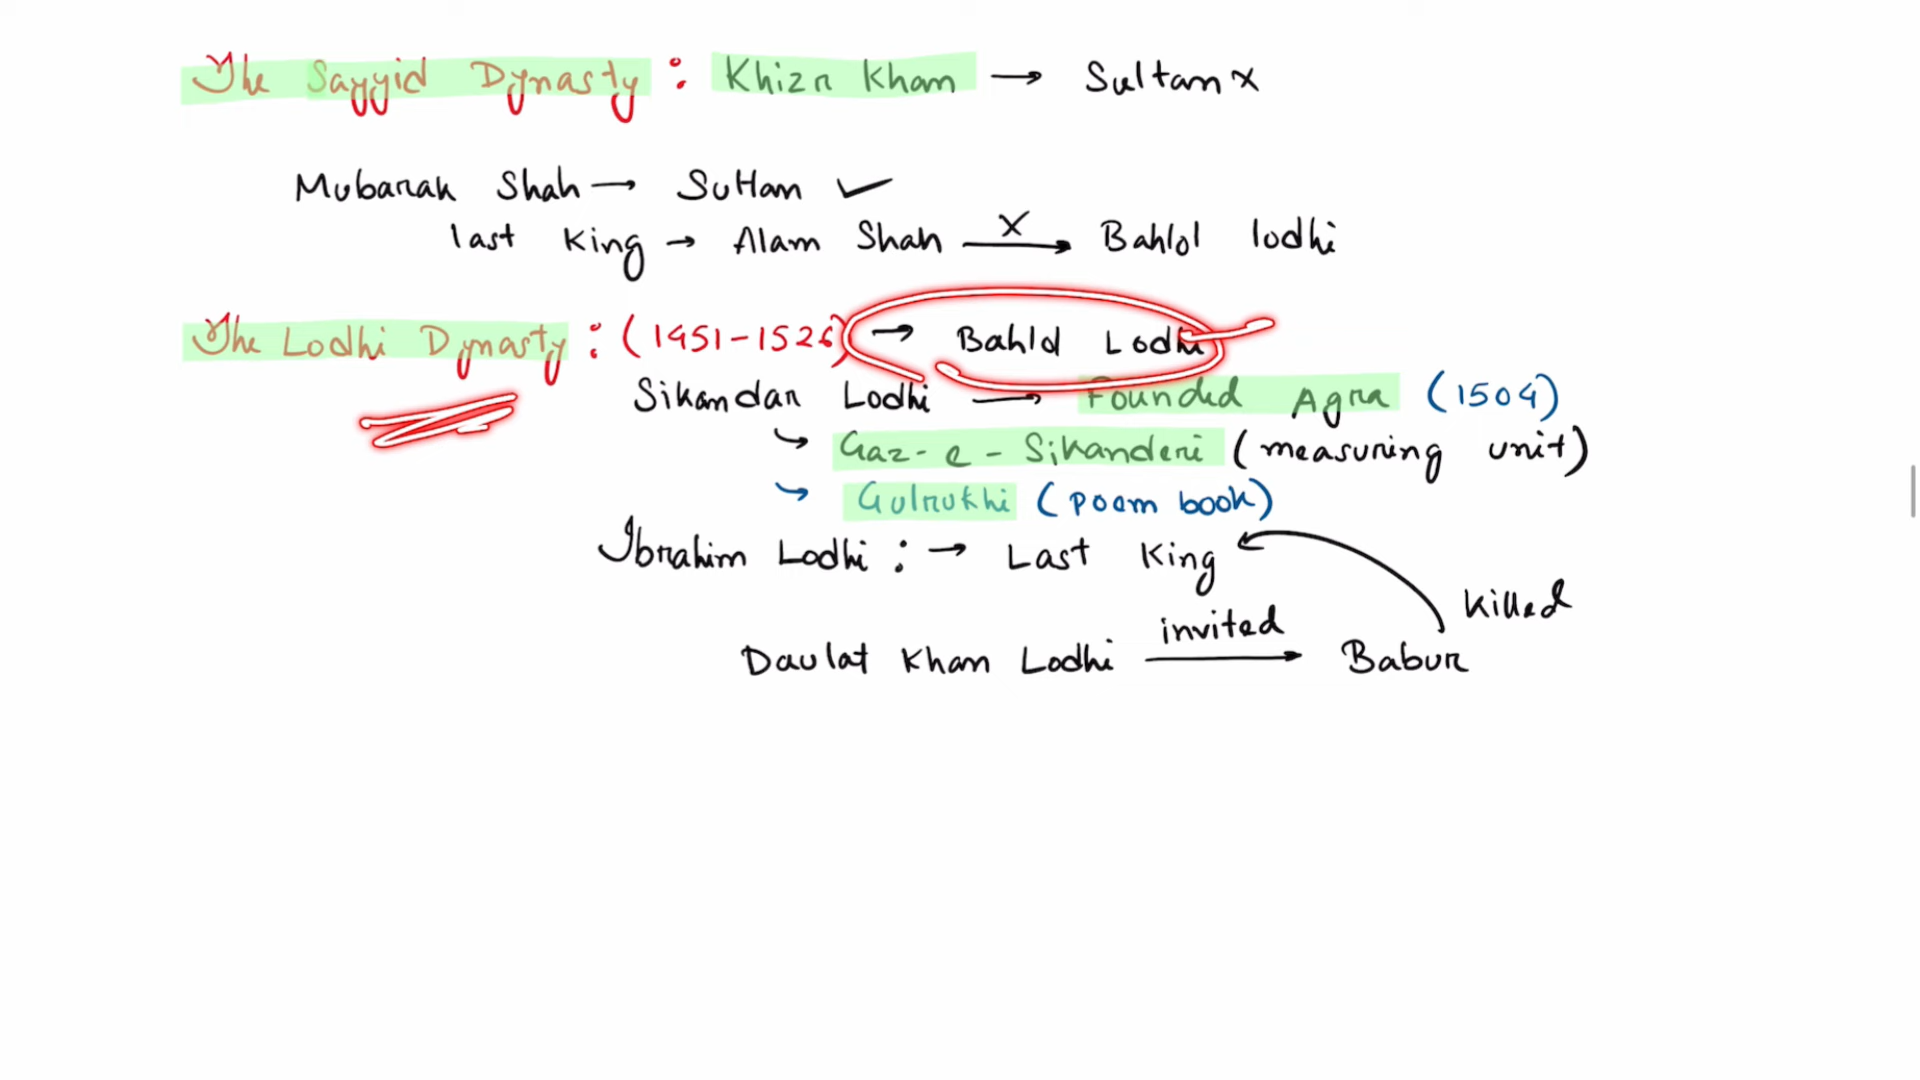 The Sayyid Dynasty : Khizr Khan → Sultan x
Mubarak Shah → Sultan ✓
last King → Alam Shah X→ Bahlol lodhi
The Lodhi Dynasty : (1451-1526) → Bahlol Lodhi
Sikandar Lodhi → Founded Agra (1504)
↳ Gaz-e-Sikanderi (measuring unit)
↳ Gulrukhi (poem book)
Ibrahim Lodhi : → Last King
Killed
invited
Daulat Khan Lodhi → Babur